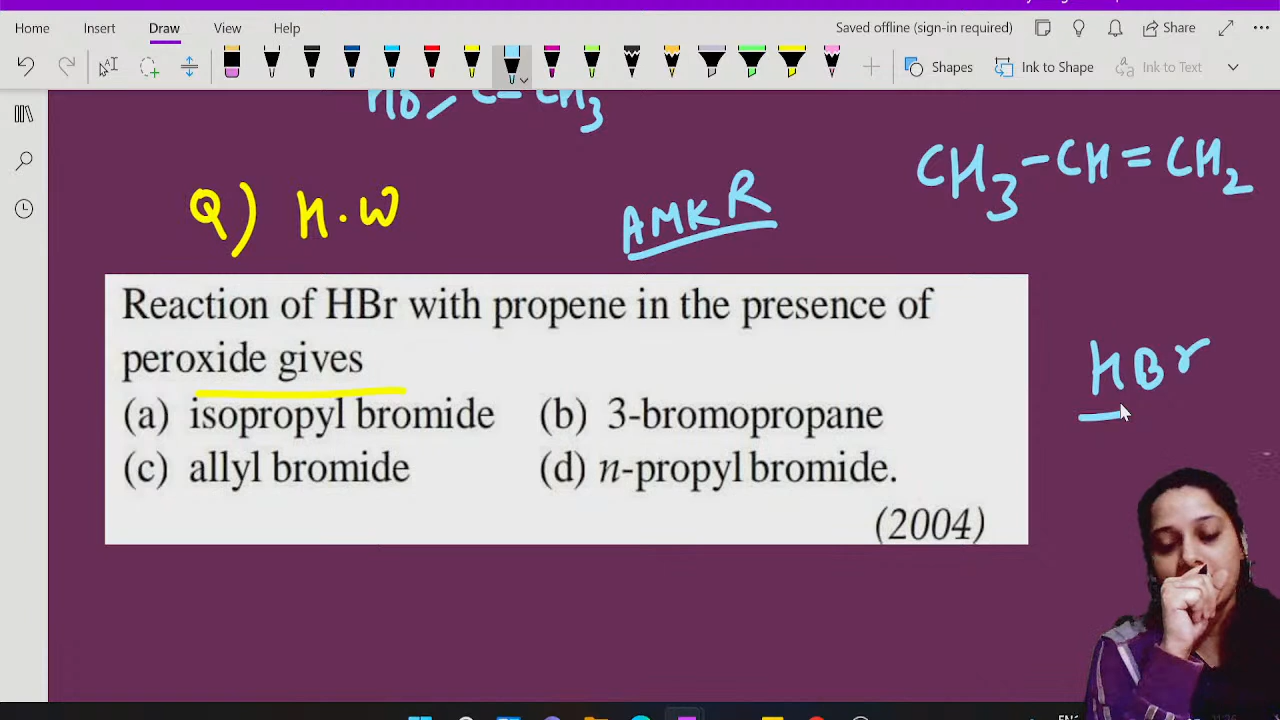 Home Insert Draw View Help Saved offline (sign-in required) Share
Shapes Ink to Shape Ink to Text
HO C=CH3
CH3-CH=CH2
Q) H.W AMKR
Reaction of HBr with propene in the presence of
peroxide gives
HBr
(a) isopropyl bromide (b) 3-bromopropane
(c) allyl bromide (d) n-propyl bromide.
(2004)